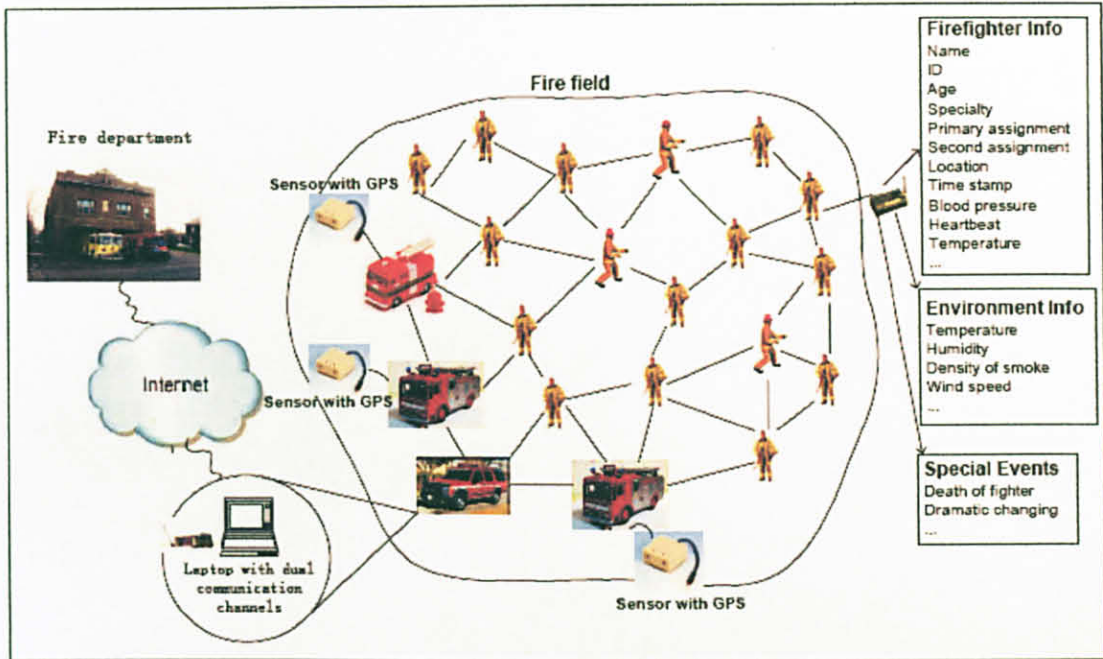 Fire field
Fire department
Sensor with GPS
Sensor with GPS
Internet
Laptop with dual
communication
channels
Sensor with GPS
Firefighter Info
Name
ID
Age
Specialty
Primary assignment
Second assignment
Location
Time stamp
Blood pressure
Heartbeat
Temperature
...
Environment Info
Temperature
Humidity
Density of smoke
Wind speed
...
Special Events
Death of fighter
Dramatic changing
...